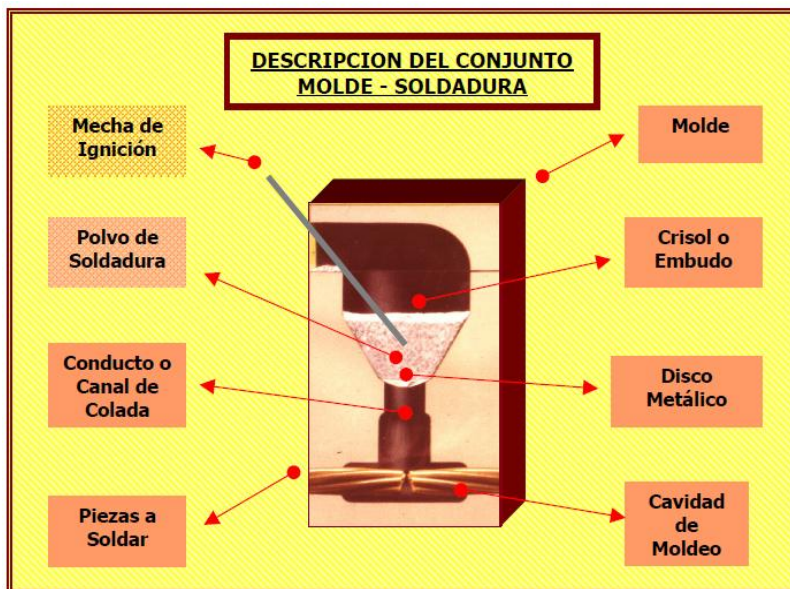 DESCRIPCION DEL CONJUNTO
MOLDE - SOLDADURA
Mecha de
Ignición
Molde
Polvo de
Soldadura
Crisol o
Embudo
Conducto o
Canal de
Colada
Disco
Metálico
Piezas a
Soldar
Cavidad
de
Moldeo